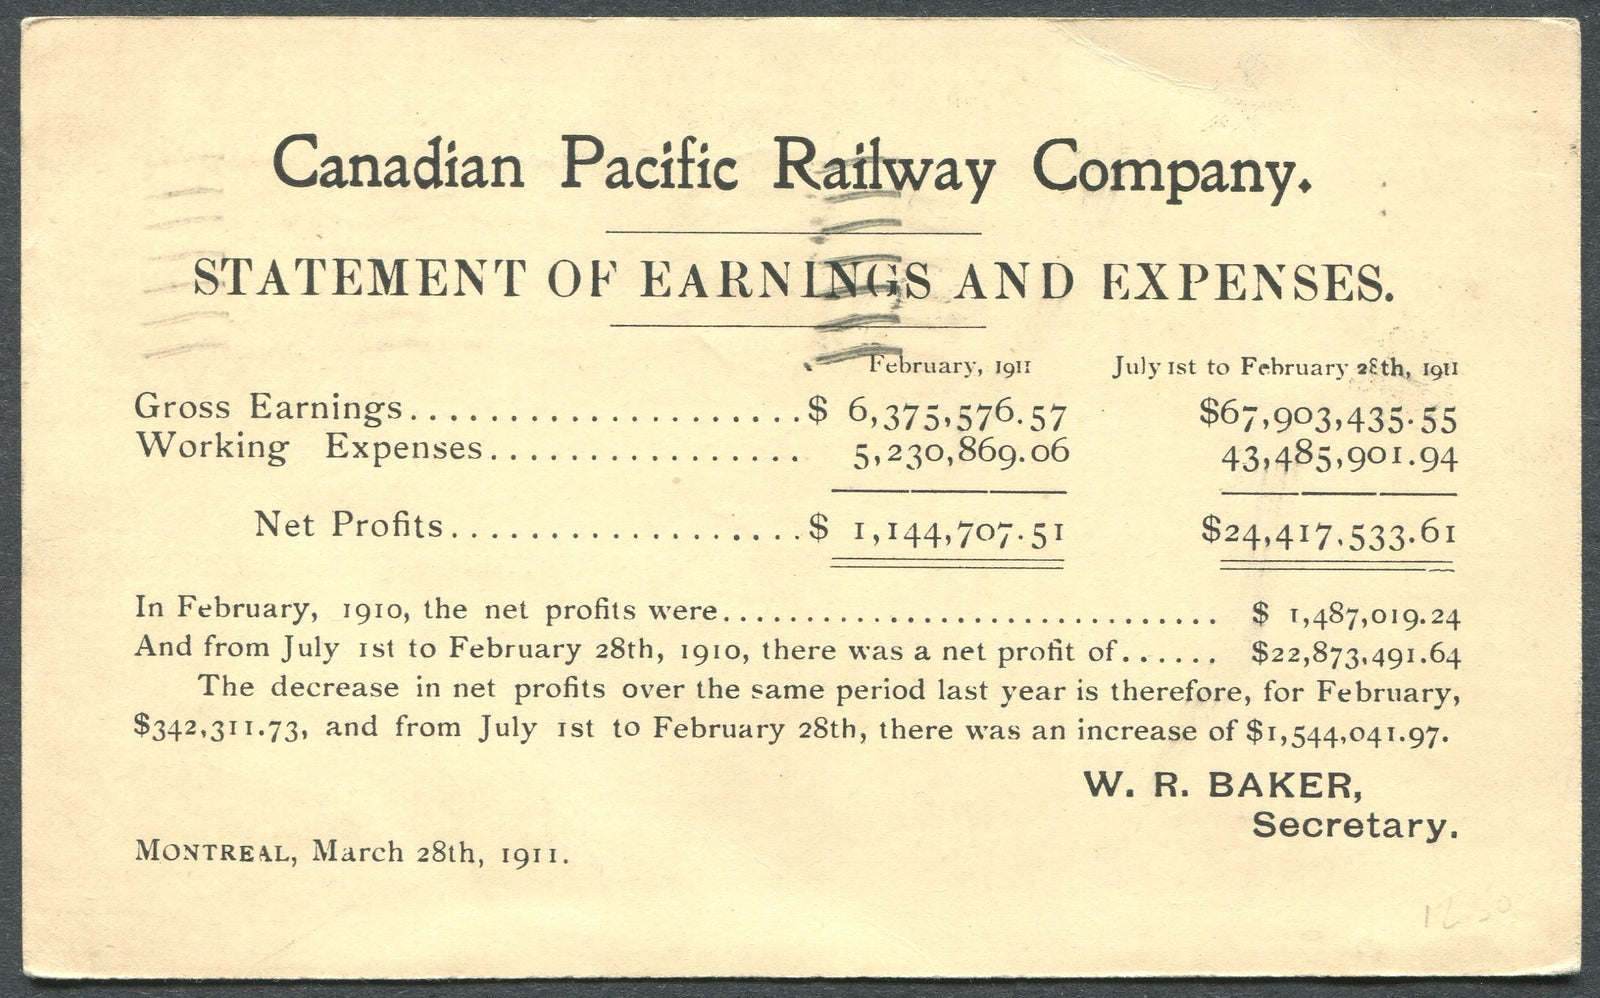 Canadian Pacific Railway Company.
STATEMENT OF EARNINGS AND EXPENSES.
February, 1911 July 1st to February 28th, 1911
Gross Earnings....................$ 6,375,576.57 $67,903,435.55
Working Expenses................ 5,230,869.06 43,485,901.94
Net Profits..................$ 1,144,707.51 $24,417,533.61
In February, 1910, the net profits were.............................. $ 1,487,019.24
And from July 1st to February 28th, 1910, there was a net profit of...... $22,873,491.64
The decrease in net profits over the same period last year is therefore, for February,
$342,311.73, and from July 1st to February 28th, there was an increase of $1,544,041.97.
W. R. BAKER,
Secretary.
MONTREAL, March 28th, 1911.